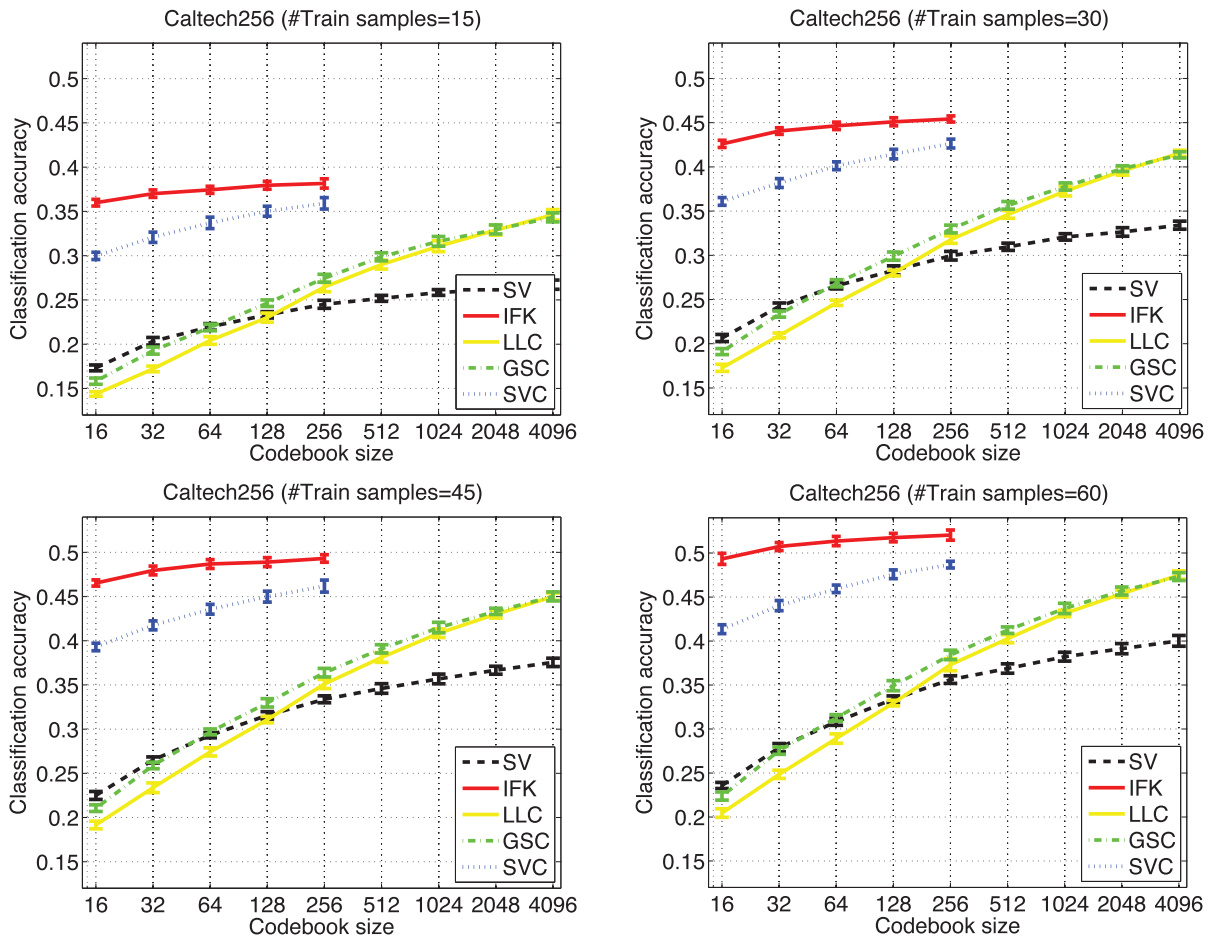 Caltech256 (#Train samples=15)
Classification accuracy
0.5
0.45
0.4
0.35
0.3
0.25
0.2
0.15
16 32 64 128 256 512 1024 2048 4096
Codebook size
SV
IFK
LLC
GSC
SVC
Caltech256 (#Train samples=30)
Classification accuracy
0.5
0.45
0.4
0.35
0.3
0.25
0.2
0.15
16 32 64 128 256 512 1024 2048 4096
Codebook size
SV
IFK
LLC
GSC
SVC
Caltech256 (#Train samples=45)
Classification accuracy
0.5
0.45
0.4
0.35
0.3
0.25
0.2
0.15
16 32 64 128 256 512 1024 2048 4096
Codebook size
SV
IFK
LLC
GSC
SVC
Caltech256 (#Train samples=60)
Classification accuracy
0.5
0.45
0.4
0.35
0.3
0.25
0.2
0.15
16 32 64 128 256 512 1024 2048 4096
Codebook size
SV
IFK
LLC
GSC
SVC